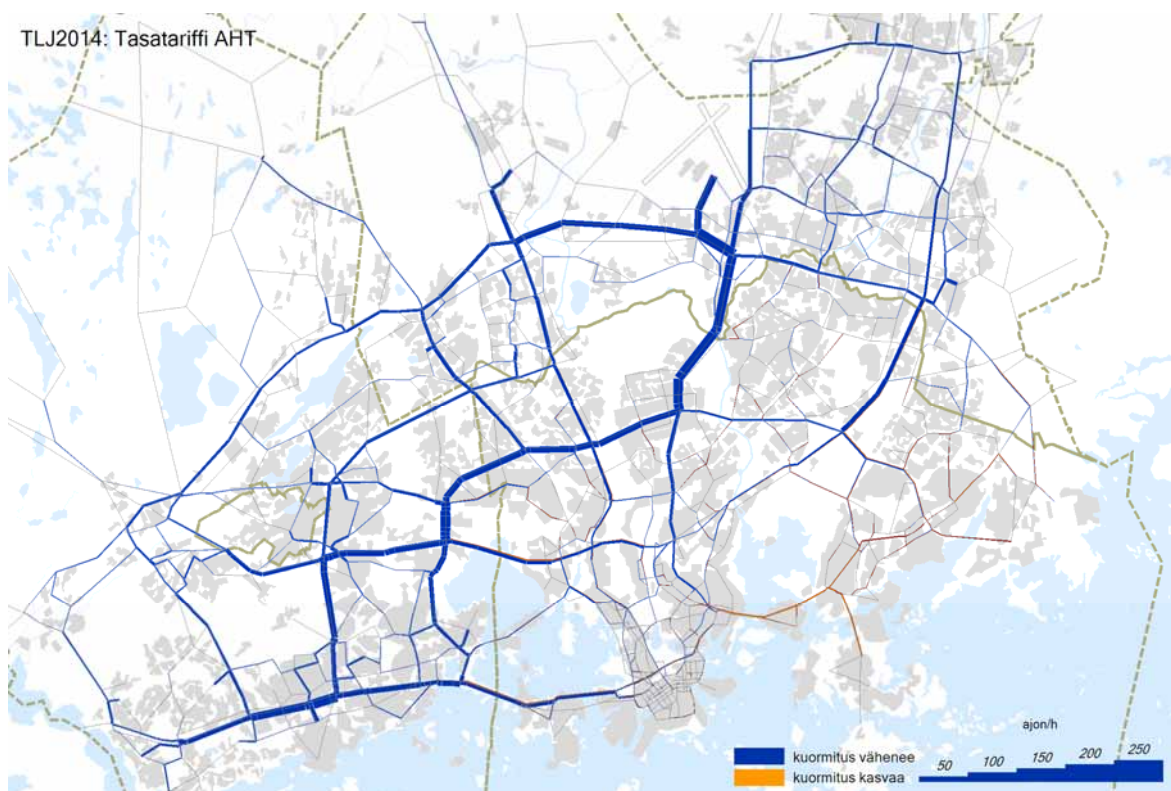 TLJ2014: Tasatariffi AHT
ajon/h
kuormitus vähenee
kuormitus kasvaa
50 100 150 200 250